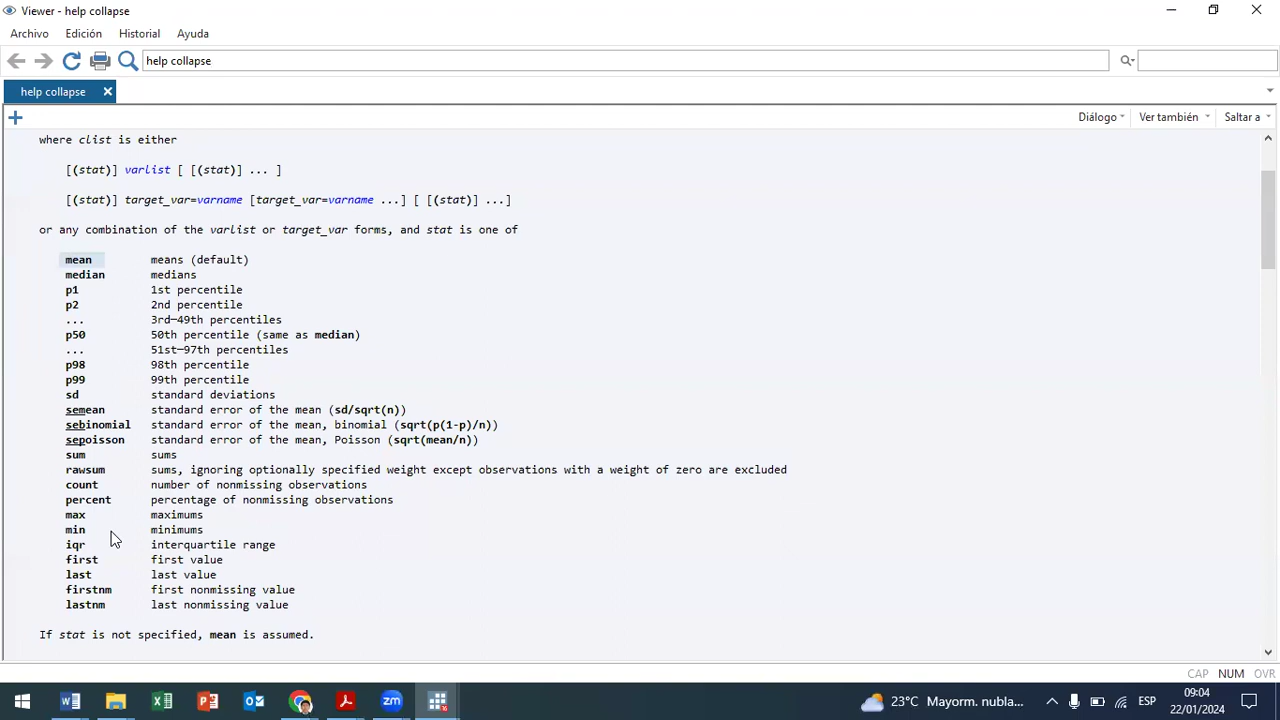 Viewer - help collapse
Archivo Edición Historial Ayuda
help collapse
help collapse
Diálogo Ver también Saltar a
where clist is either
[(stat)] varlist [ [(stat)] ... ]
[(stat)] target_var=varname [target_var=varname ...] [ [(stat)] ...]
or any combination of the varlist or target_var forms, and stat is one of
mean means (default)
median medians
p1 1st percentile
p2 2nd percentile
... 3rd–49th percentiles
p50 50th percentile (same as median)
... 51st–97th percentiles
p98 98th percentile
p99 99th percentile
sd standard deviations
semean standard error of the mean (sd/sqrt(n))
sebinomial standard error of the mean, binomial (sqrt(p(1-p)/n))
sepoisson standard error of the mean, Poisson (sqrt(mean/n))
sum sums
rawsum sums, ignoring optionally specified weight except observations with a weight of zero are excluded
count number of nonmissing observations
percent percentage of nonmissing observations
max maximums
min minimums
iqr interquartile range
first first value
last last value
firstnm first nonmissing value
lastnm last nonmissing value
If stat is not specified, mean is assumed.
CAP NUM OVR
23°C Mayorm. nubla... ESP
09:04
22/01/2024